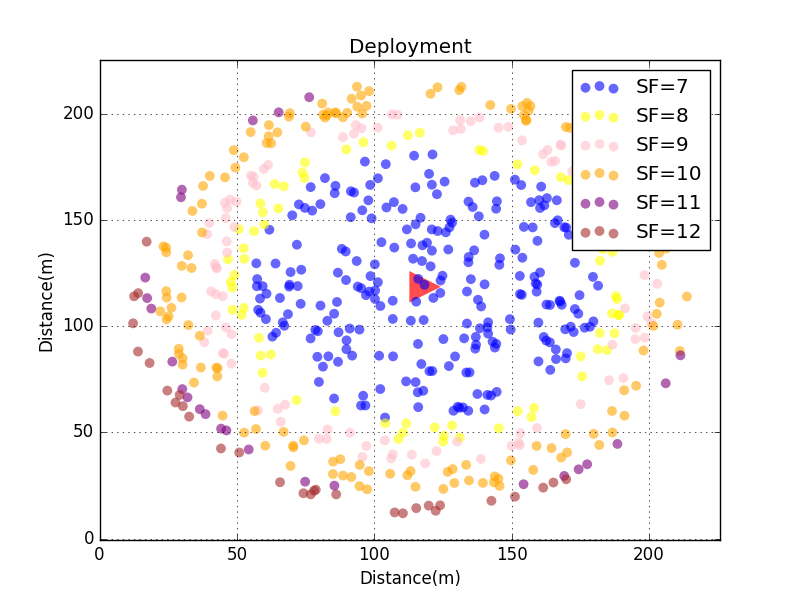 Deployment
SF=7
SF=8
SF=9
SF=10
SF=11
SF=12
200
150
100
50
0
Distance(m)
0 50 100 150 200
Distance(m)